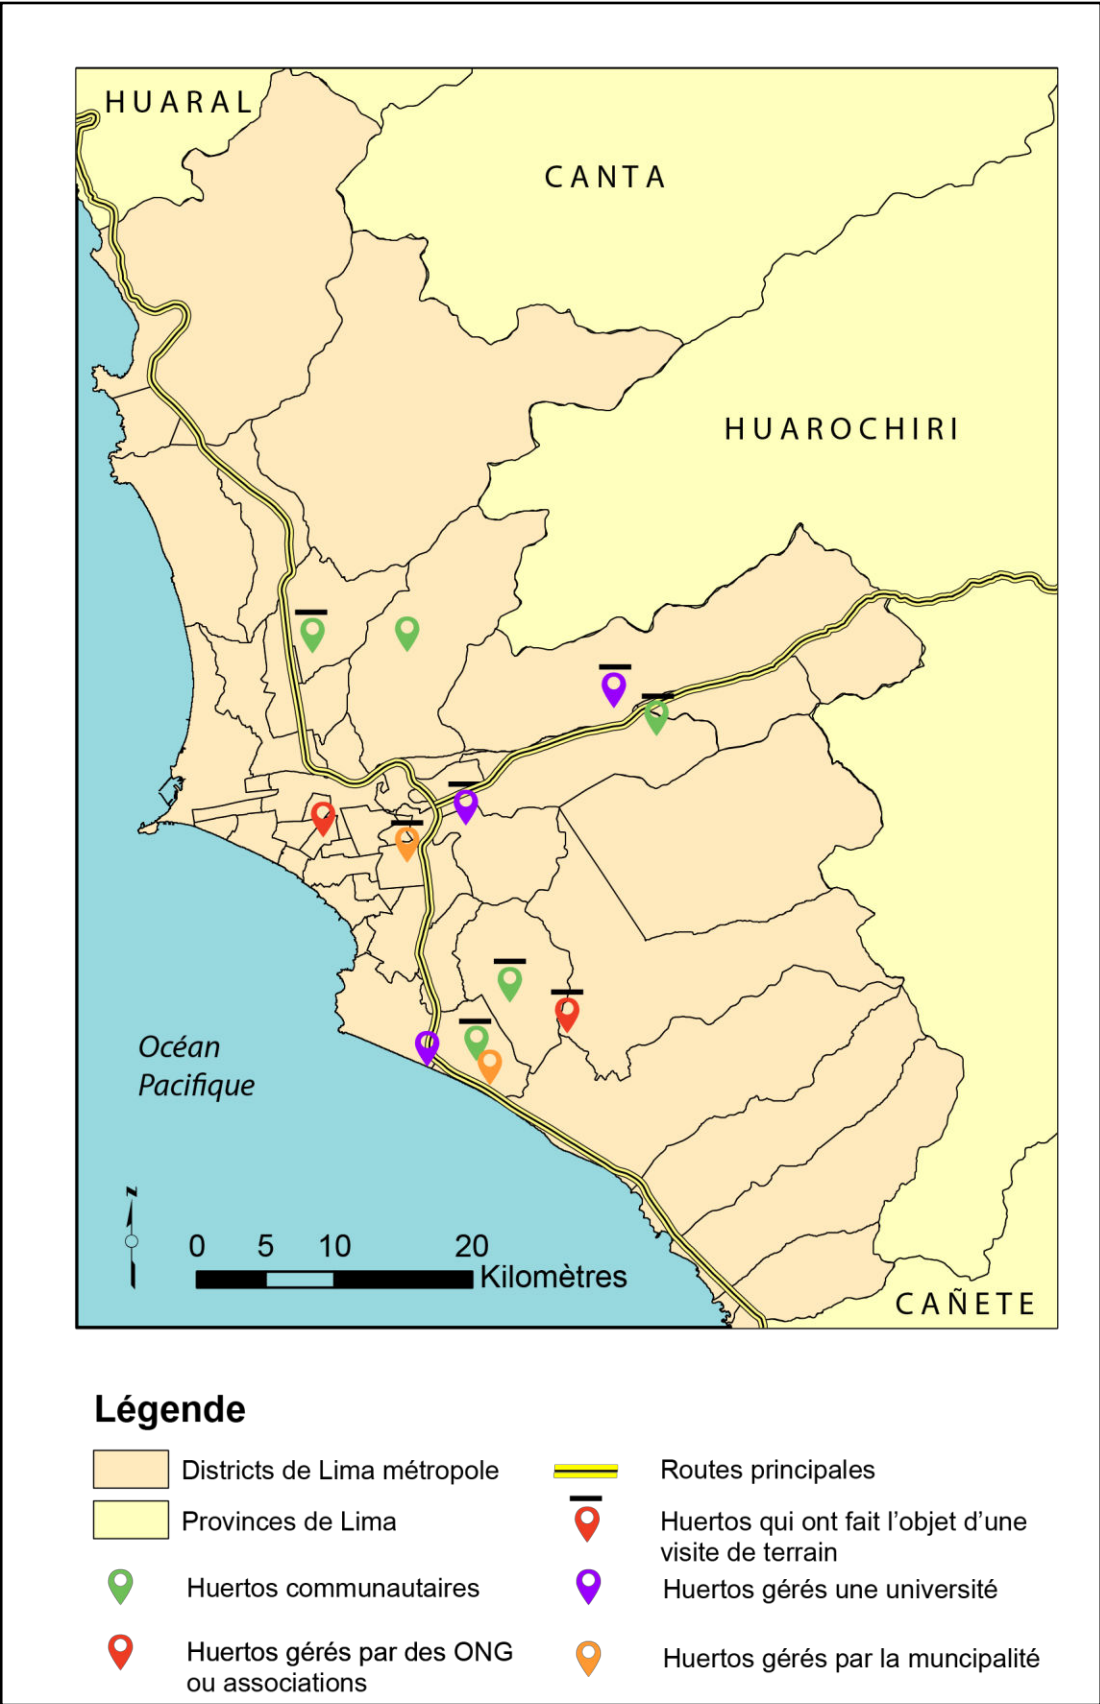 HUARAL
CANTA
HUAROCHIRI
Océan
Pacifique
N
0 5 10 20
Kilomètres
CAÑETE
Légende
Districts de Lima métropole
Routes principales
Provinces de Lima
Huertos qui ont fait l’objet d’une
visite de terrain
Huertos communautaires
Huertos gérés une université
Huertos gérés par des ONG
ou associations
Huertos gérés par la muncipalité